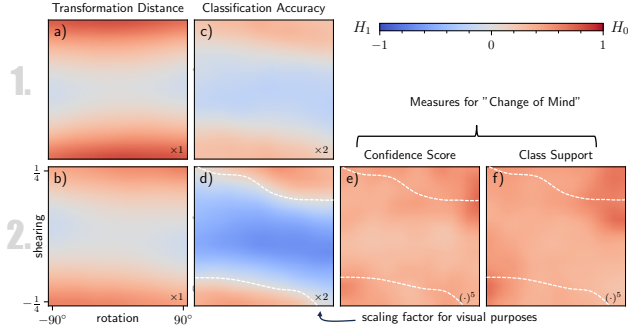 Transformation Distance Classification Accuracy
a) c)
H₁ H₀
−1 0 1
1.
Measures for "Change of Mind"
×1 ×2
Confidence Score Class Support
1/4
b) d) e) f)
2.
shearing
×1 ×2 (·)⁵ (·)⁵
−1/4
−90° rotation 90°
scaling factor for visual purposes